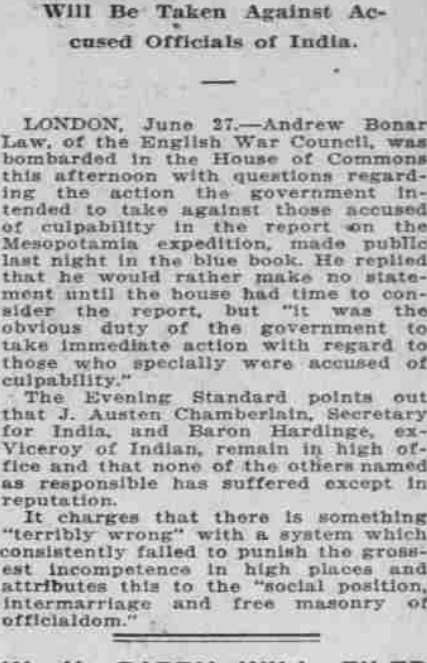 Will Be Taken Against Ac-
cused Officials of India.
LONDON, June 27.—Andrew Bonar
Law, of the English War Council, was
bombarded in the House of Commons
this afternoon with questions regard-
ing the action the government in-
tended to take against those accused
of culpability in the report on the
Mesopotamia expedition, made public
last night in the blue book. He replied
that he would rather make no state-
ment until the house had time to con-
sider the report, but "it was the
obvious duty of the government to
take immediate action with regard to
those who specially were accused of
culpability."
The Evening Standard points out
that J. Austen Chamberlain, Secretary
for India, and Baron Hardinge, ex-
Viceroy of Indian, remain in high of-
fice and that none of the others named
as responsible has suffered except in
reputation.
It charges that there is something
"terribly wrong" with a system which
consistently failed to punish the gross-
est incompetence in high places and
attributes this to the "social position,
intermarriage and free masonry of
officialdom."